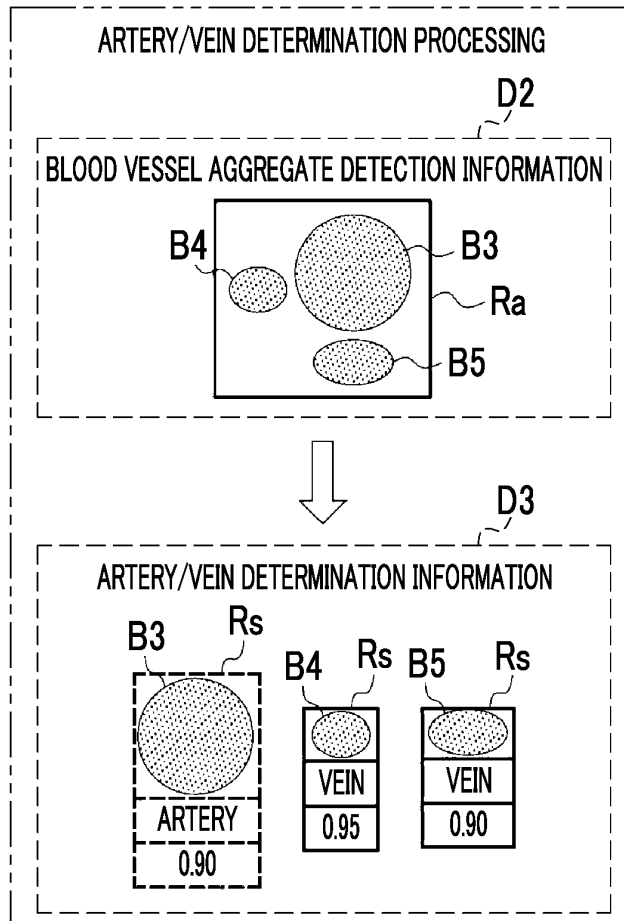 ARTERY/VEIN DETERMINATION PROCESSING
D2
BLOOD VESSEL AGGREGATE DETECTION INFORMATION
B4
B3
Ra
B5
D3
ARTERY/VEIN DETERMINATION INFORMATION
B3 Rs
B4 Rs
B5 Rs
ARTERY
0.90
VEIN
0.95
VEIN
0.90